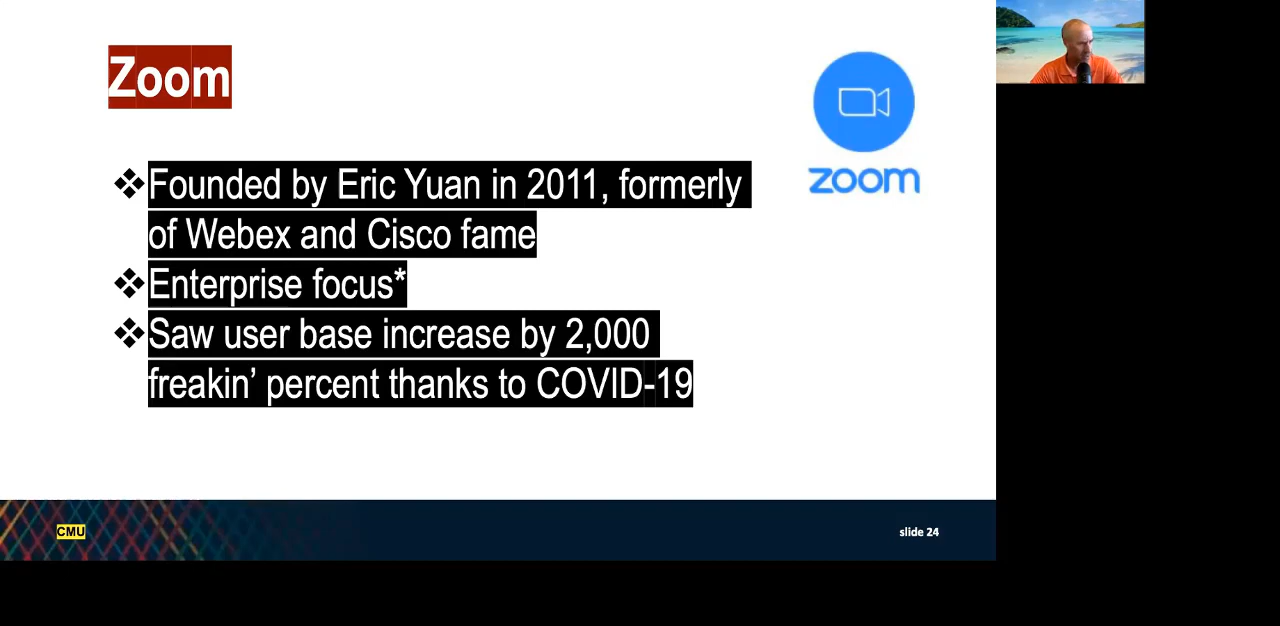 Zoom
zoom
❖Founded by Eric Yuan in 2011, formerly
of Webex and Cisco fame
❖Enterprise focus*
❖Saw user base increase by 2,000
freakin’ percent thanks to COVID-19
CMU
slide 24